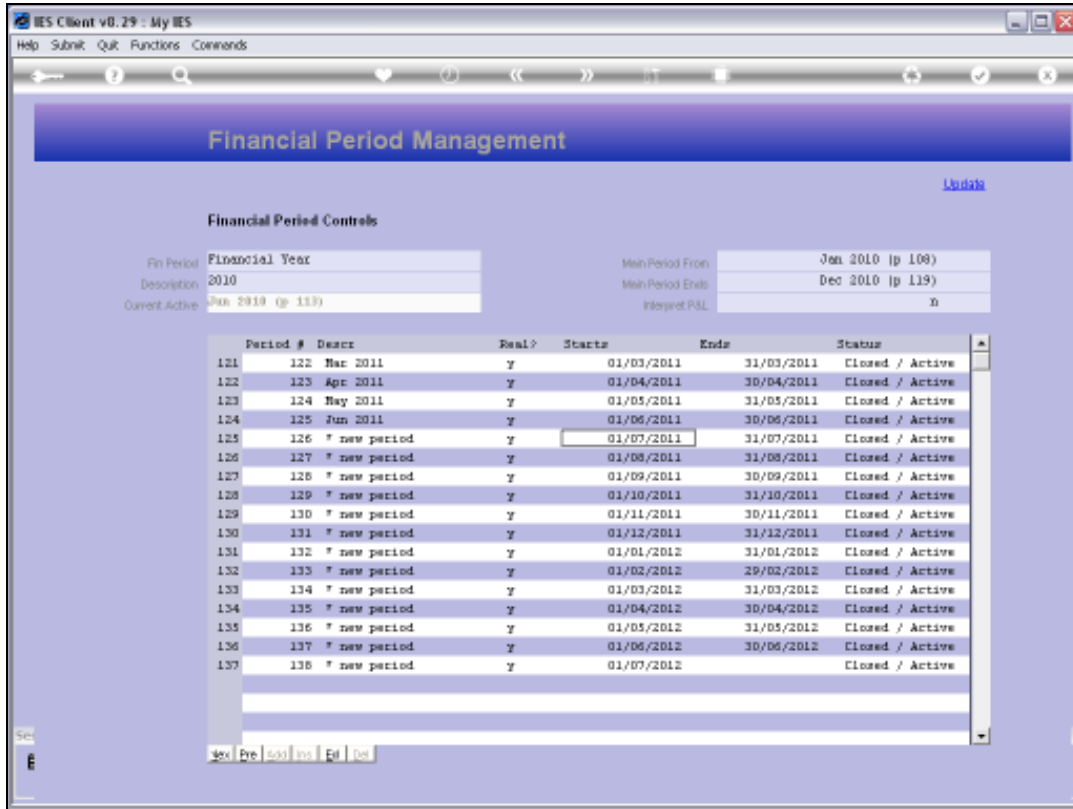 IES Client v8.29 : My IES
Help Submit Quit Functions Commands
Financial Period Management
Update
Financial Period Controls
Fin Period Financial Year Main Period From Jan 2010 (p 108)
Description 2010 Main Period Ends Dec 2010 (p 119)
Current Active Jun 2010 (p 113) Interpret P&L n
Period # Descr Real? Starts Ends Status
121 122 Mar 2011 y 01/03/2011 31/03/2011 Closed / Active
122 123 Apr 2011 y 01/04/2011 30/04/2011 Closed / Active
123 124 May 2011 y 01/05/2011 31/05/2011 Closed / Active
124 125 Jun 2011 y 01/06/2011 30/06/2011 Closed / Active
125 126 * new period y 01/07/2011 31/07/2011 Closed / Active
126 127 * new period y 01/08/2011 31/08/2011 Closed / Active
127 128 * new period y 01/09/2011 30/09/2011 Closed / Active
128 129 * new period y 01/10/2011 31/10/2011 Closed / Active
129 130 * new period y 01/11/2011 30/11/2011 Closed / Active
130 131 * new period y 01/12/2011 31/12/2011 Closed / Active
131 132 * new period y 01/01/2012 31/01/2012 Closed / Active
132 133 * new period y 01/02/2012 29/02/2012 Closed / Active
133 134 * new period y 01/03/2012 31/03/2012 Closed / Active
134 135 * new period y 01/04/2012 30/04/2012 Closed / Active
135 136 * new period y 01/05/2012 31/05/2012 Closed / Active
136 137 * new period y 01/06/2012 30/06/2012 Closed / Active
137 138 * new period y 01/07/2012 Closed / Active
Nex Pre Add Ins Ed Del